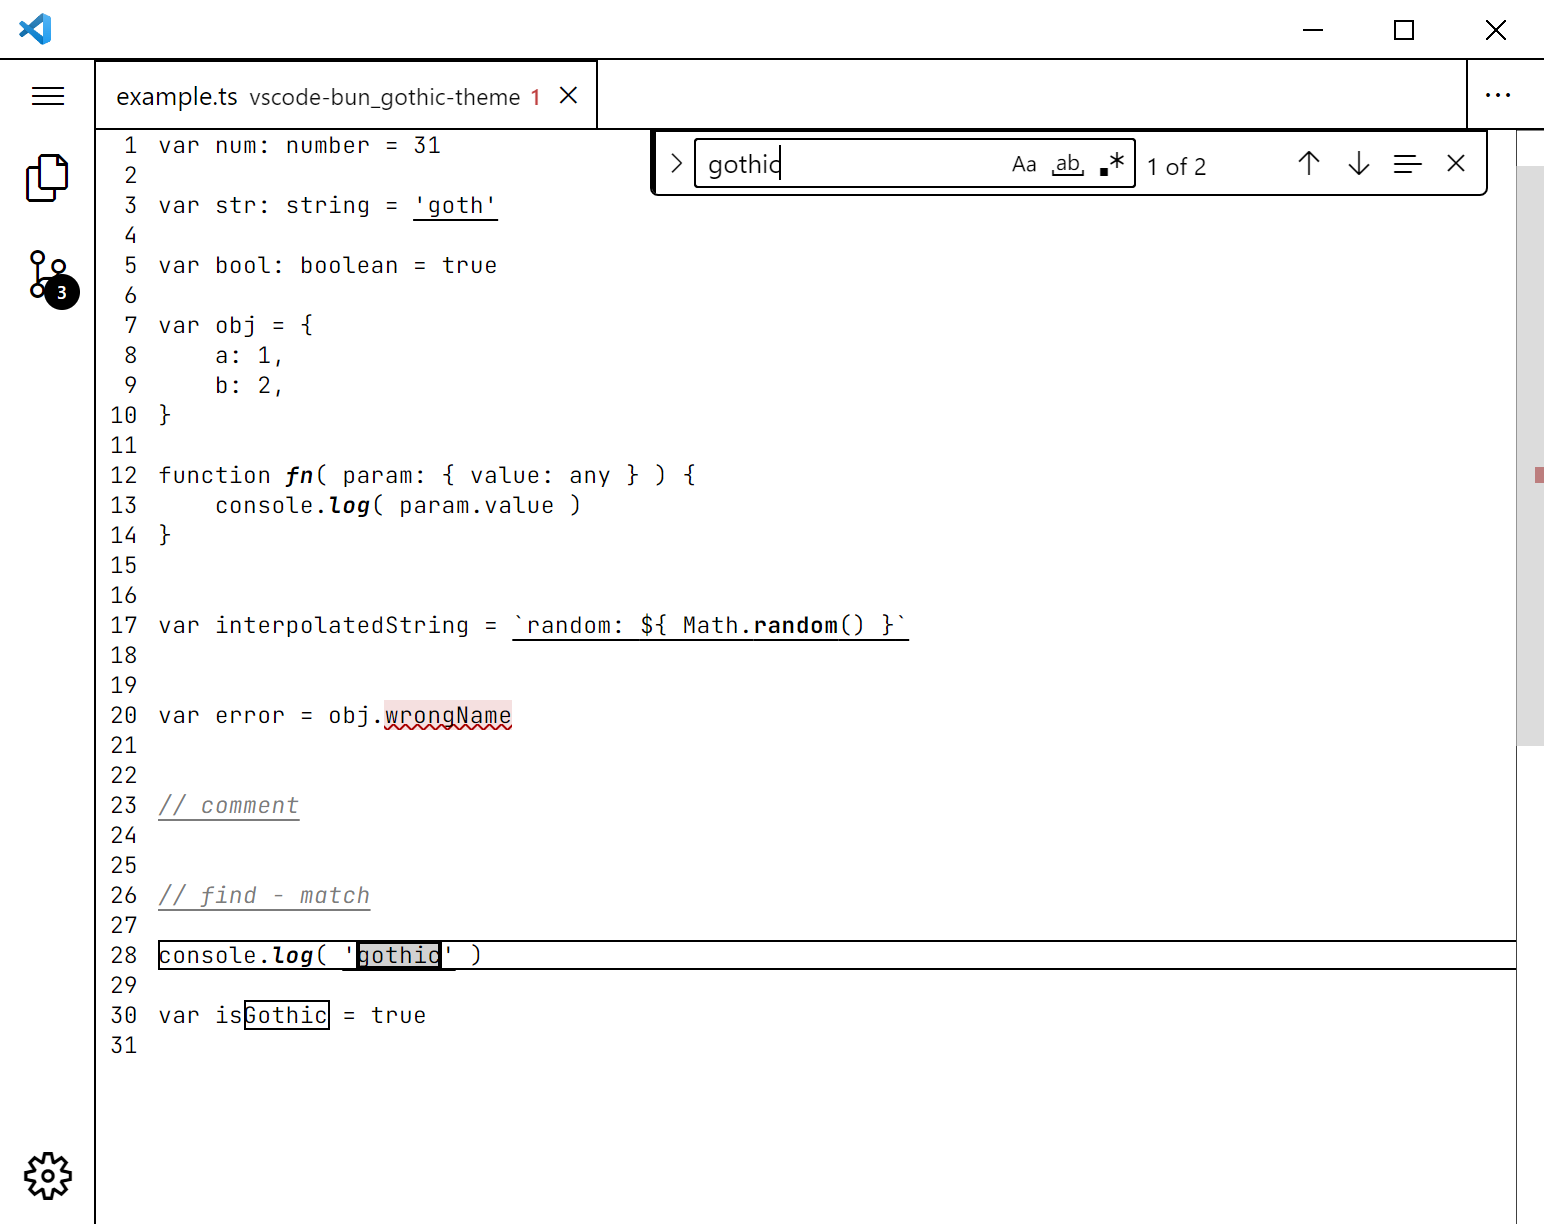 example.ts vscode-bun_gothic-theme 1
gothic Aa ab .* 1 of 2
3
1 var num: number = 31
2
3 var str: string = 'goth'
4
5 var bool: boolean = true
6
7 var obj = {
8     a: 1,
9     b: 2,
10 }
11
12 function fn( param: { value: any } ) {
13     console.log( param.value )
14 }
15
16
17 var interpolatedString = `random: ${ Math.random() }`
18
19
20 var error = obj.wrongName
21
22
23 // comment
24
25
26 // find - match
27
28 console.log( 'gothic' )
29
30 var isGothic = true
31